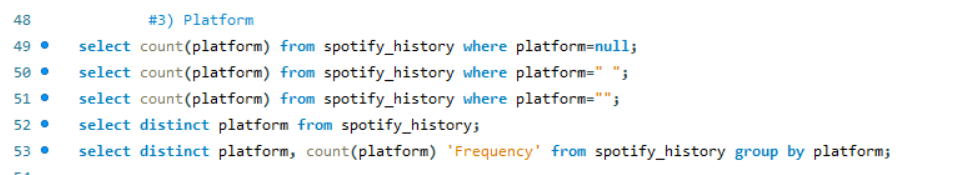 48 #3) Platform
49 select count(platform) from spotify_history where platform=null;
50 select count(platform) from spotify_history where platform=" ";
51 select count(platform) from spotify_history where platform="";
52 select distinct platform from spotify_history;
53 select distinct platform, count(platform) 'Frequency' from spotify_history group by platform;